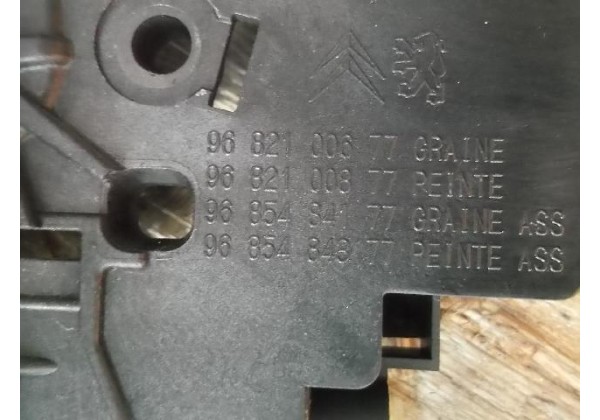 96 821 006 77 GRAINE
96 821 008 77 PEINTE
96 854 841 77 GRAINE ASS
96 854 843 77 PEINTE ASS